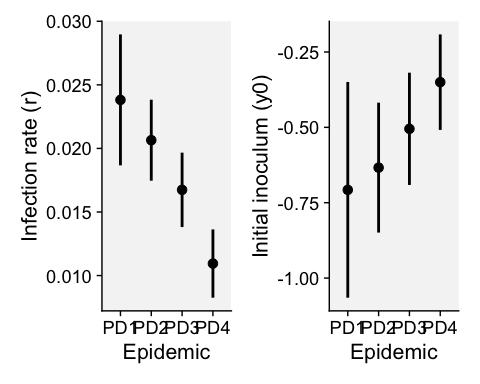 Infection rate (r)
0.030
0.025
0.020
0.015
0.010
PD1 PD2 PD3 PD4
Epidemic
Initial inoculum (y0)
-0.25
-0.50
-0.75
-1.00
PD1 PD2 PD3 PD4
Epidemic